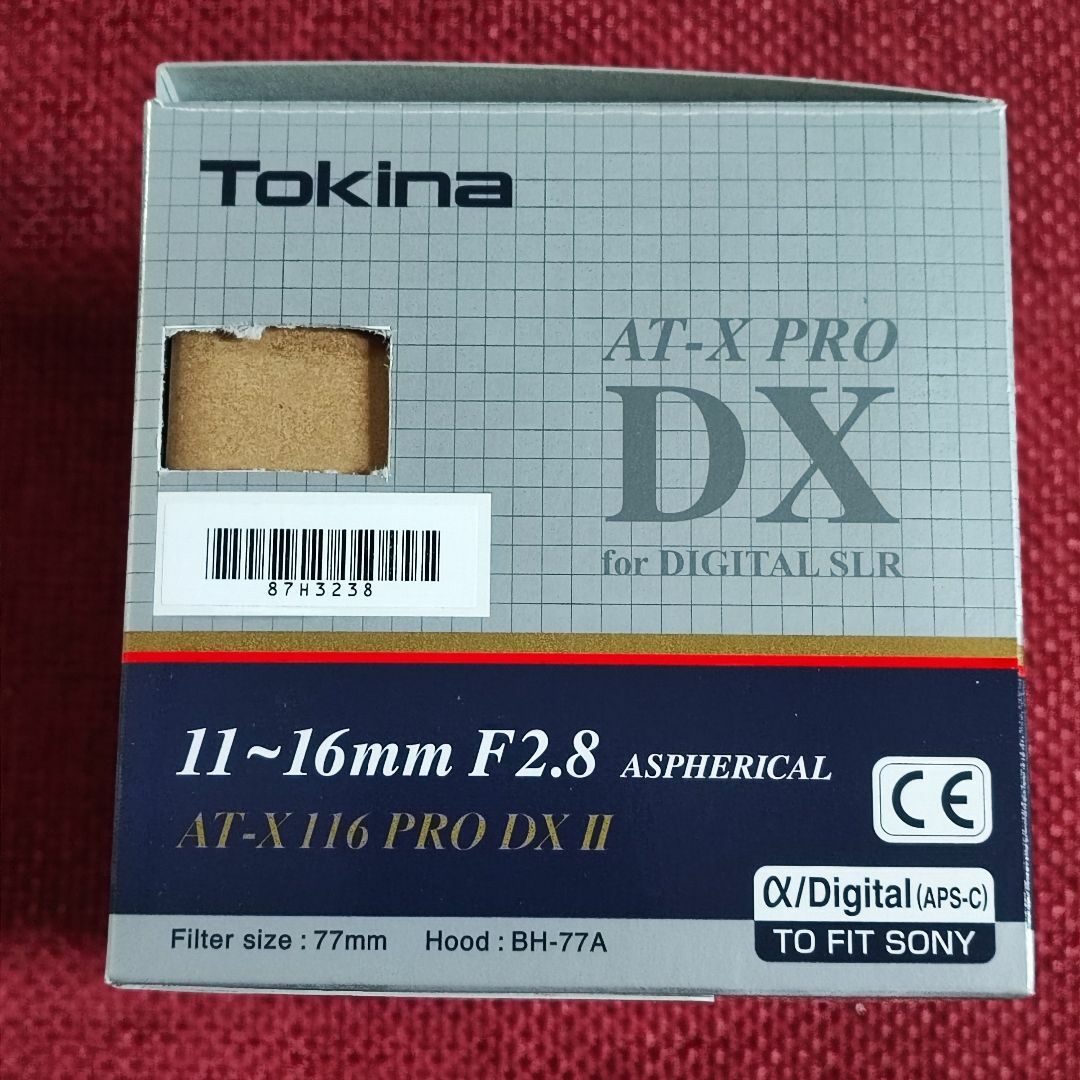 Tokina
AT-X PRO
DX
for DIGITAL SLR
87H3238
11~16mm F2.8 ASPHERICAL
AT-X 116 PRO DX II
CE
α/Digital (APS-C)
TO FIT SONY
Filter size : 77mm Hood : BH-77A